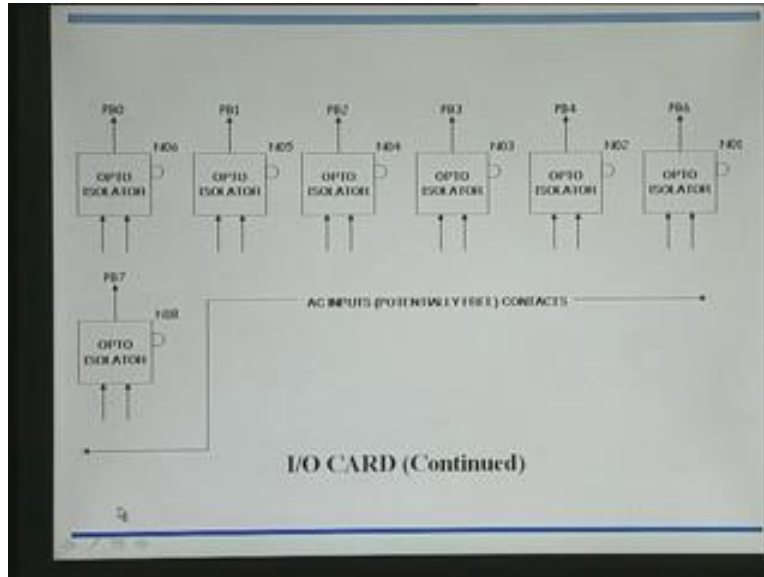 PB0 PB1 PB2 PB3 PB4 PB6
N06 N05 N04 N03 N02 N01
OPTO ISOLATOR OPTO ISOLATOR OPTO ISOLATOR OPTO ISOLATOR OPTO ISOLATOR OPTO ISOLATOR
PB7
N08
OPTO ISOLATOR
AC INPUTS (POTENTIALLY FREE) CONTACTS
I/O CARD (Continued)